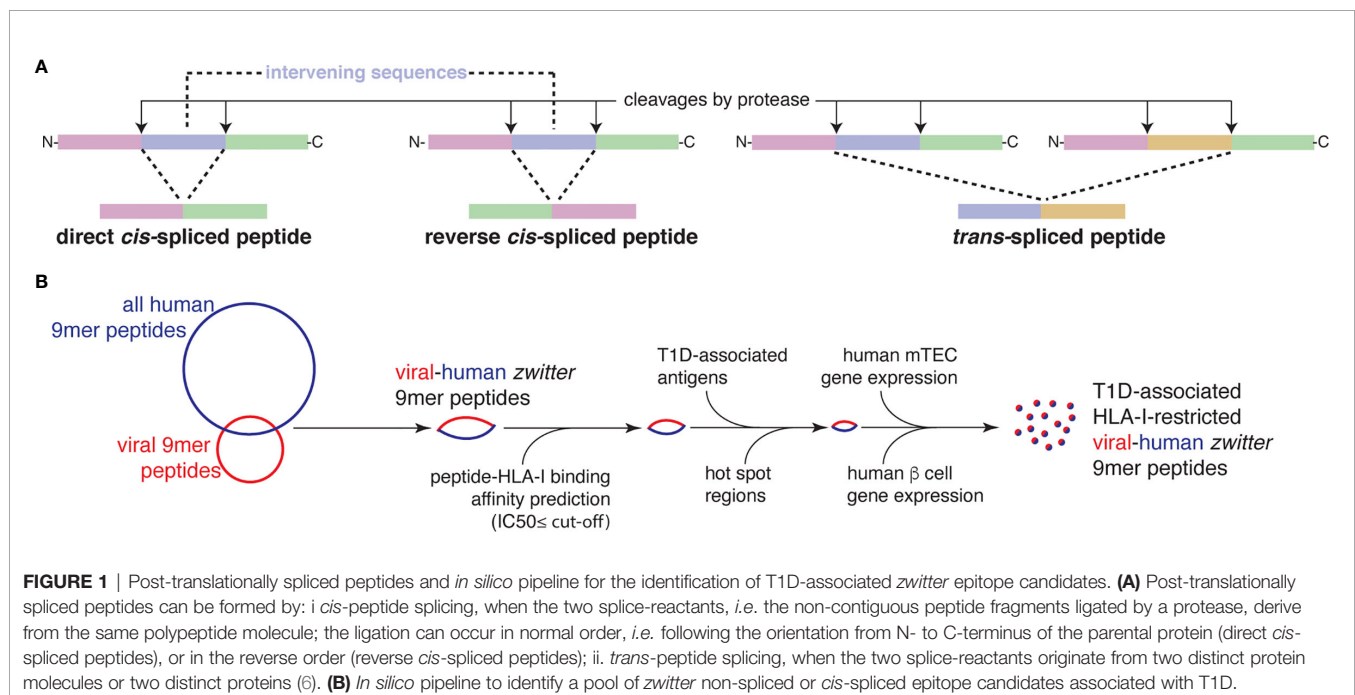 A
intervening sequences
cleavages by protease
N-
-C
N-
-C
N-
-C
N-
-C
direct cis-spliced peptide
reverse cis-spliced peptide
trans-spliced peptide
B
all human
9mer peptides
viral 9mer
peptides
viral-human zwitter
9mer peptides
peptide-HLA-I binding
affinity prediction
(IC50≤ cut-off)
T1D-associated
antigens
hot spot
regions
human mTEC
gene expression
human β cell
gene expression
T1D-associated
HLA-I-restricted
viral-human zwitter
9mer peptides
FIGURE 1 | Post-translationally spliced peptides and in silico pipeline for the identification of T1D-associated zwitter epitope candidates. (A) Post-translationally
spliced peptides can be formed by: i cis-peptide splicing, when the two splice-reactants, i.e. the non-contiguous peptide fragments ligated by a protease, derive
from the same polypeptide molecule; the ligation can occur in normal order, i.e. following the orientation from N- to C-terminus of the parental protein (direct cis-
spliced peptides), or in the reverse order (reverse cis-spliced peptides); ii. trans-peptide splicing, when the two splice-reactants originate from two distinct protein
molecules or two distinct proteins (6). (B) In silico pipeline to identify a pool of zwitter non-spliced or cis-spliced epitope candidates associated with T1D.